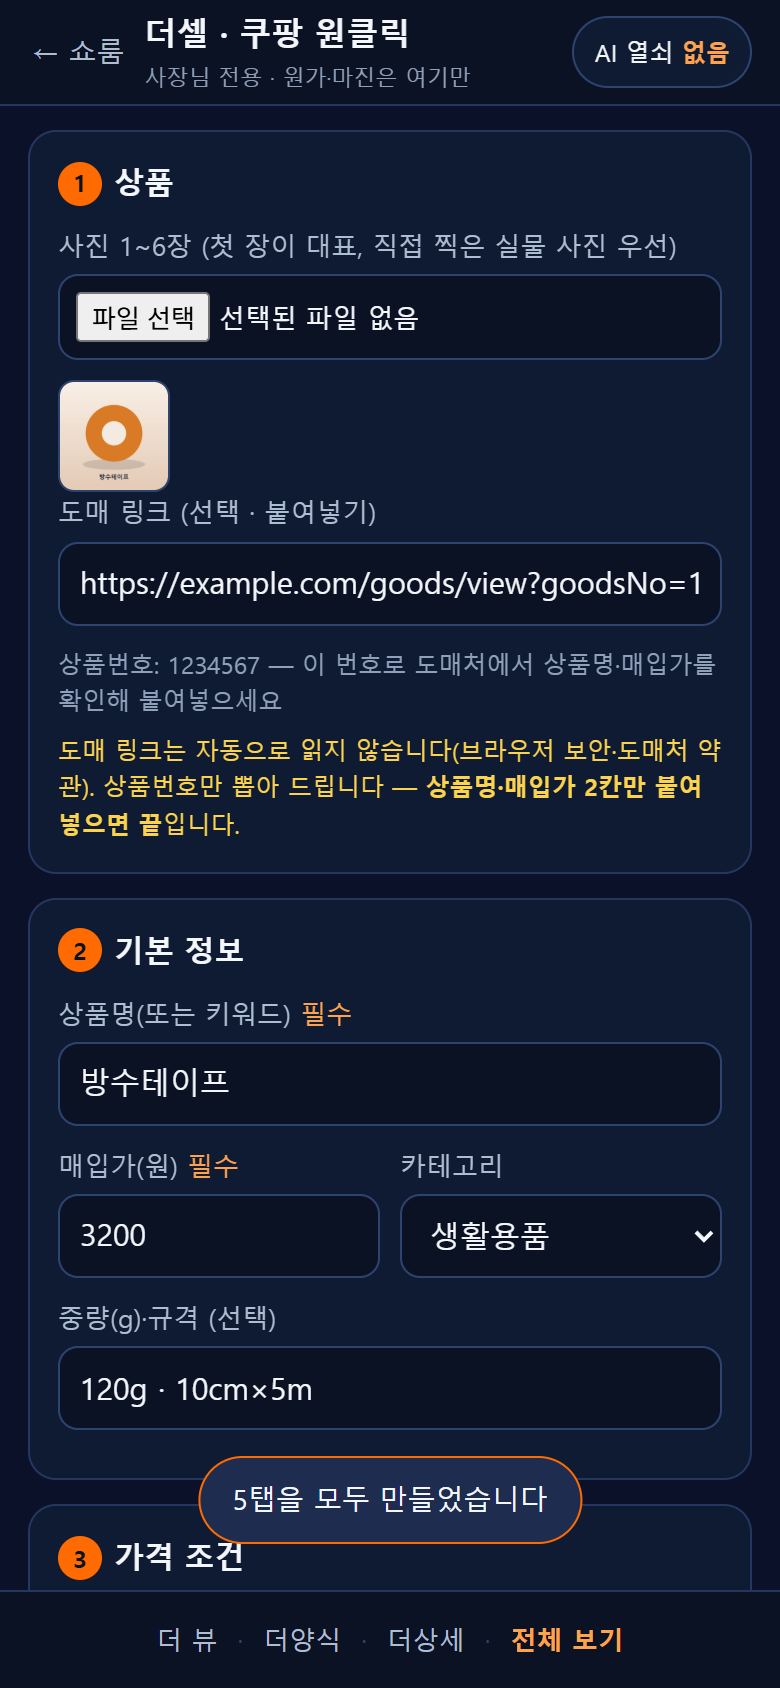 ← 쇼룸
더셀 · 쿠팡 원클릭
사장님 전용 · 원가·마진은 여기만
AI 열쇠 없음
1 상품
사진 1~6장 (첫 장이 대표, 직접 찍은 실물 사진 우선)
파일 선택 선택된 파일 없음
방수테이프
도매 링크 (선택 · 붙여넣기)
https://example.com/goods/view?goodsNo=1
상품번호: 1234567 — 이 번호로 도매처에서 상품명·매입가를
확인해 붙여넣으세요
도매 링크는 자동으로 읽지 않습니다(브라우저 보안·도매처 약
관). 상품번호만 뽑아 드립니다 — 상품명·매입가 2칸만 붙여
넣으면 끝입니다.
2 기본 정보
상품명(또는 키워드) 필수
방수테이프
매입가(원) 필수
카테고리
3200
생활용품
중량(g)·규격 (선택)
120g · 10cm×5m
5탭을 모두 만들었습니다
3 가격 조건
더 뷰 · 더양식 · 더상세 · 전체 보기